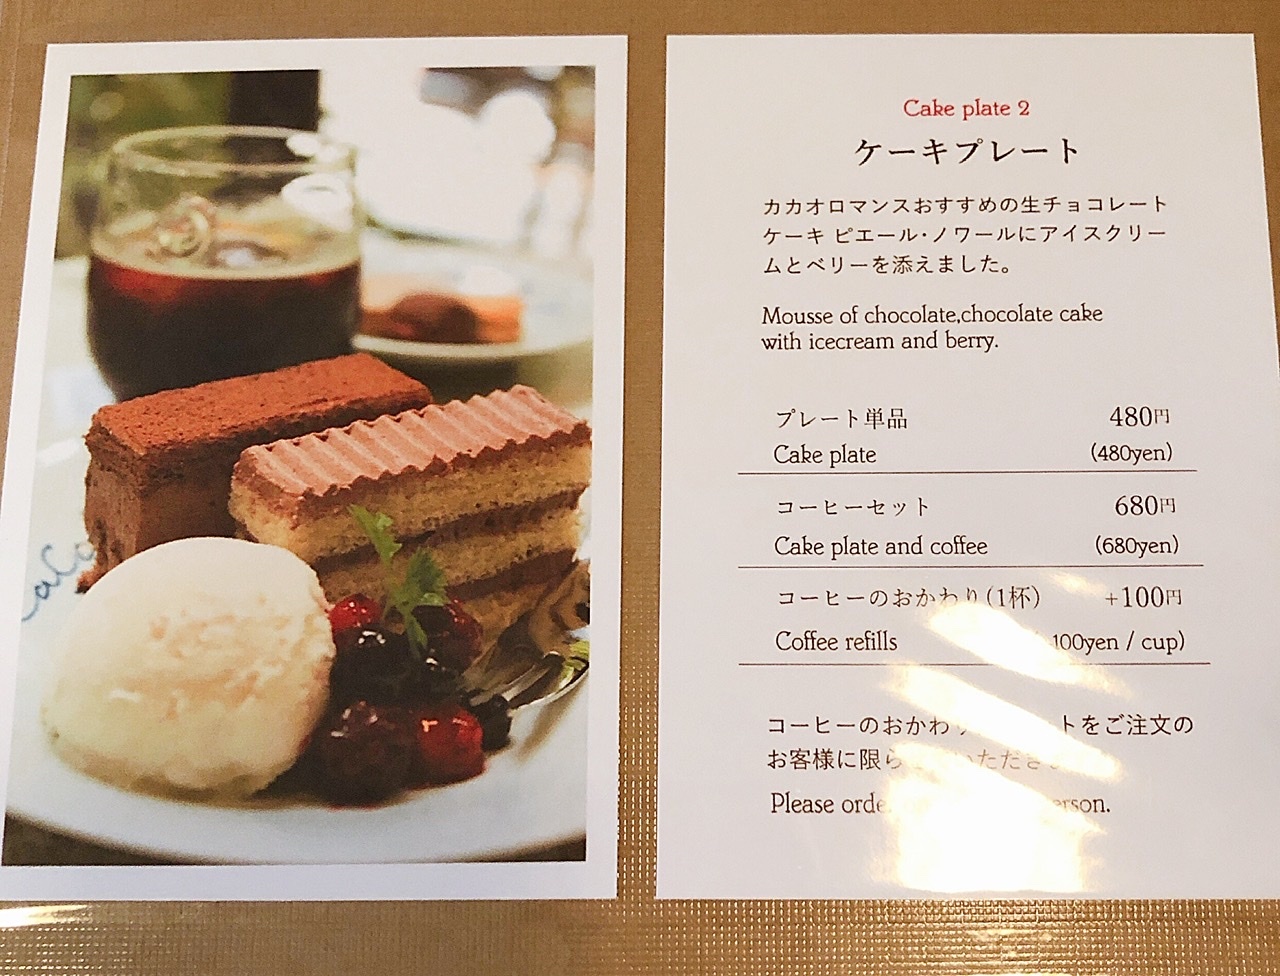 Cake plate 2
ケーキプレート
カカオロマンスおすすめの生チョコレート
ケーキ ピエール・ノワールにアイスクリー
ムとベリーを添えました。
Mousse of chocolate,chocolate cake
with icecream and berry.
プレート単品 480円
Cake plate (480yen)
コーヒーセット 680円
Cake plate and coffee (680yen)
コーヒーのおかわり(1杯) +100円
Coffee refills 100yen / cup)
コーヒーのおかわ トをご注文の
お客様に限ら いただき
Please